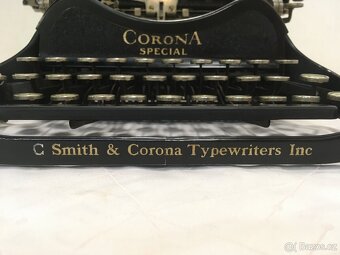 CORONA
SPECIAL
C Smith & Corona Typewriters Inc
Bazos.cz